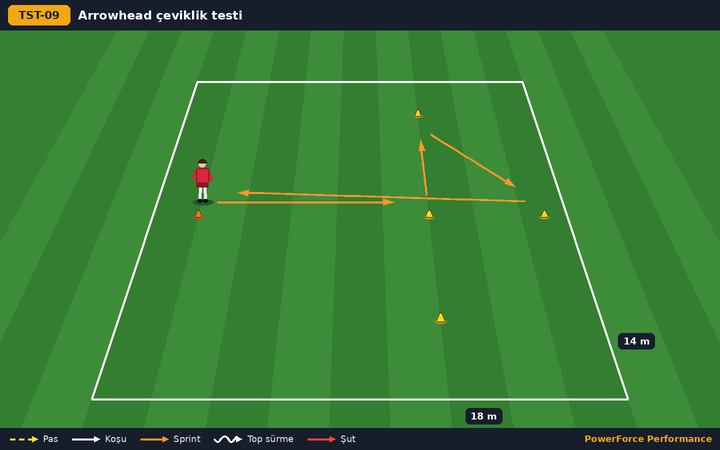 TST-09 Arrowhead çeviklik testi
14 m
18 m
Pas Koşu Sprint Top sürme Şut PowerForce Performance